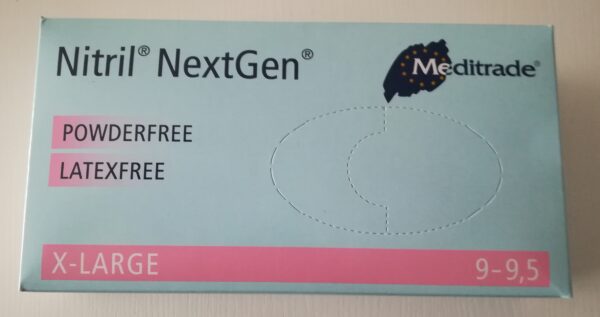 Nitril® NextGen®
Meditrade®
POWDERFREE
LATEXFREE
X-LARGE
9-9,5